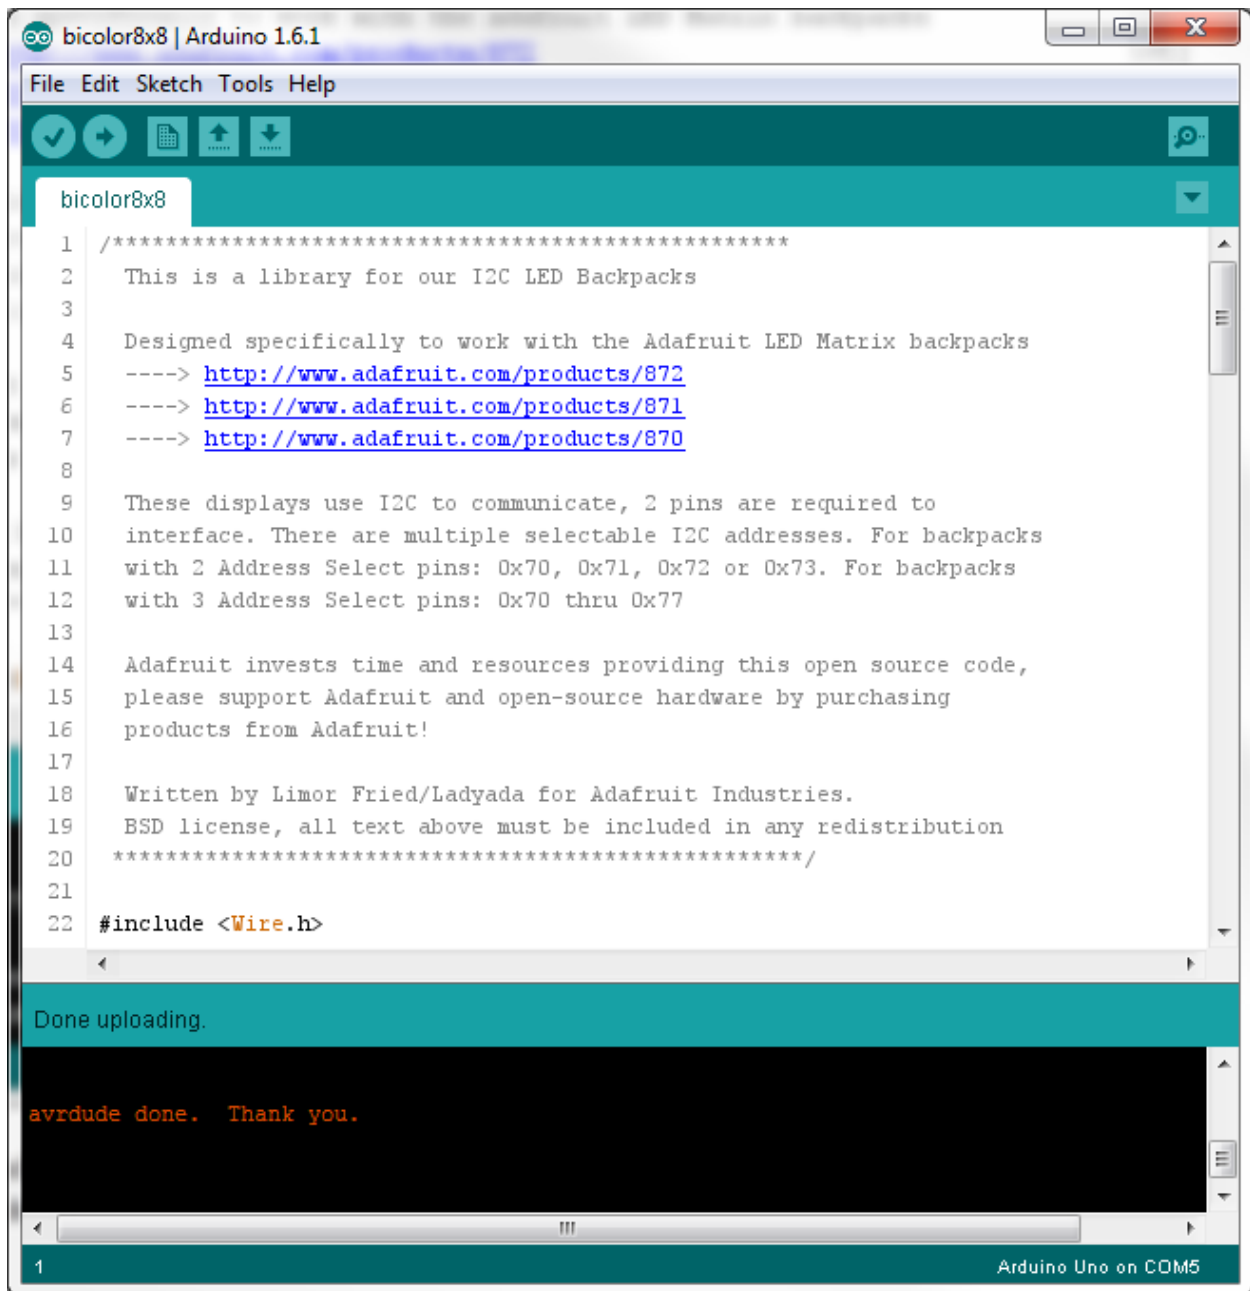 bicolor8x8 | Arduino 1.6.1
File Edit Sketch Tools Help
bicolor8x8
1 /***************************************************
2 This is a library for our I2C LED Backpacks
3
4 Designed specifically to work with the Adafruit LED Matrix backpacks
5 ----> http://www.adafruit.com/products/872
6 ----> http://www.adafruit.com/products/871
7 ----> http://www.adafruit.com/products/870
8
9 These displays use I2C to communicate, 2 pins are required to
10 interface. There are multiple selectable I2C addresses. For backpacks
11 with 2 Address Select pins: 0x70, 0x71, 0x72 or 0x73. For backpacks
12 with 3 Address Select pins: 0x70 thru 0x77
13
14 Adafruit invests time and resources providing this open source code,
15 please support Adafruit and open-source hardware by purchasing
16 products from Adafruit!
17
18 Written by Limor Fried/Ladyada for Adafruit Industries.
19 BSD license, all text above must be included in any redistribution
20 ****************************************************/
21
22 #include <Wire.h>
Done uploading.
avrdude done.  Thank you.
1 Arduino Uno on COM5